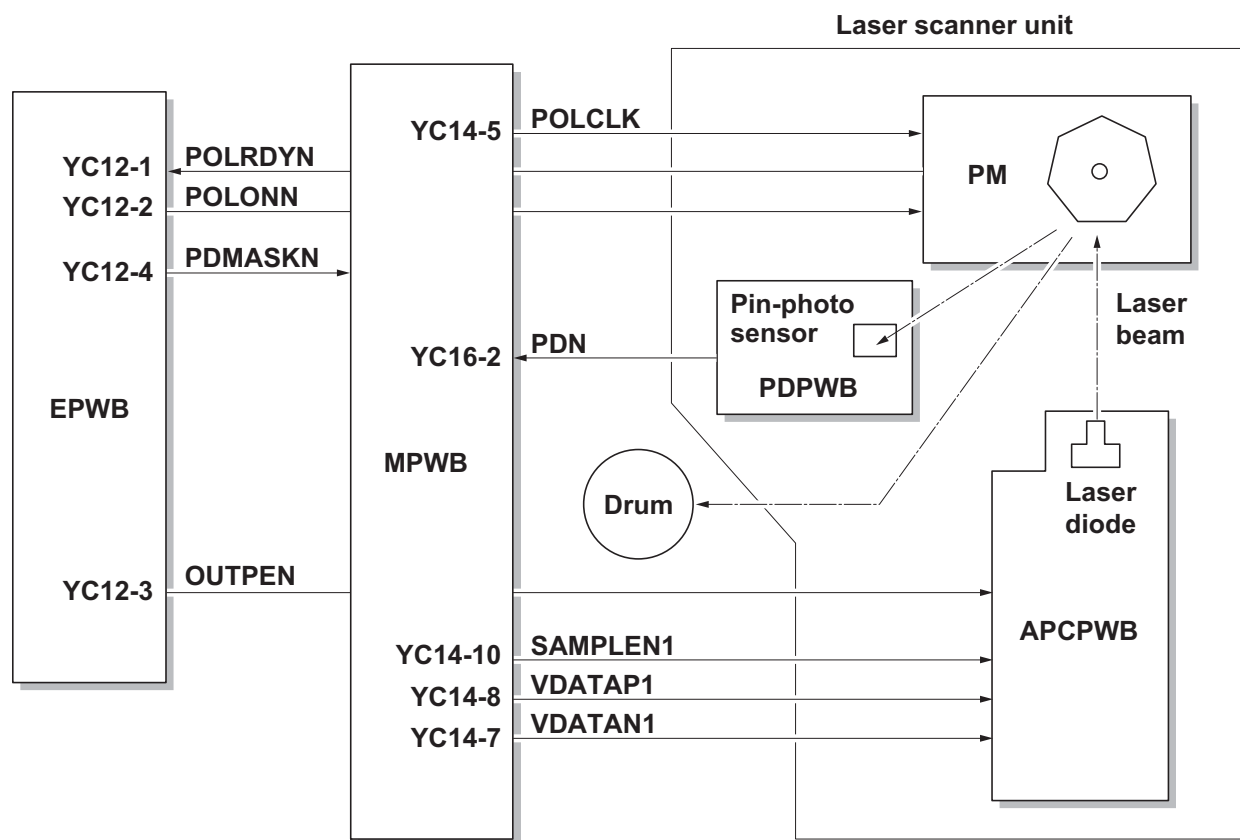 Laser scanner unit
YC14-5
POLCLK
YC12-1
POLRDYN
PM
YC12-2
POLONN
YC12-4
PDMASKN
Pin-photo
sensor
Laser
beam
YC16-2
PDN
PDPWB
EPWB
MPWB
Drum
Laser
diode
YC12-3
OUTPEN
APCPWB
YC14-10
SAMPLEN1
YC14-8
VDATAP1
YC14-7
VDATAN1